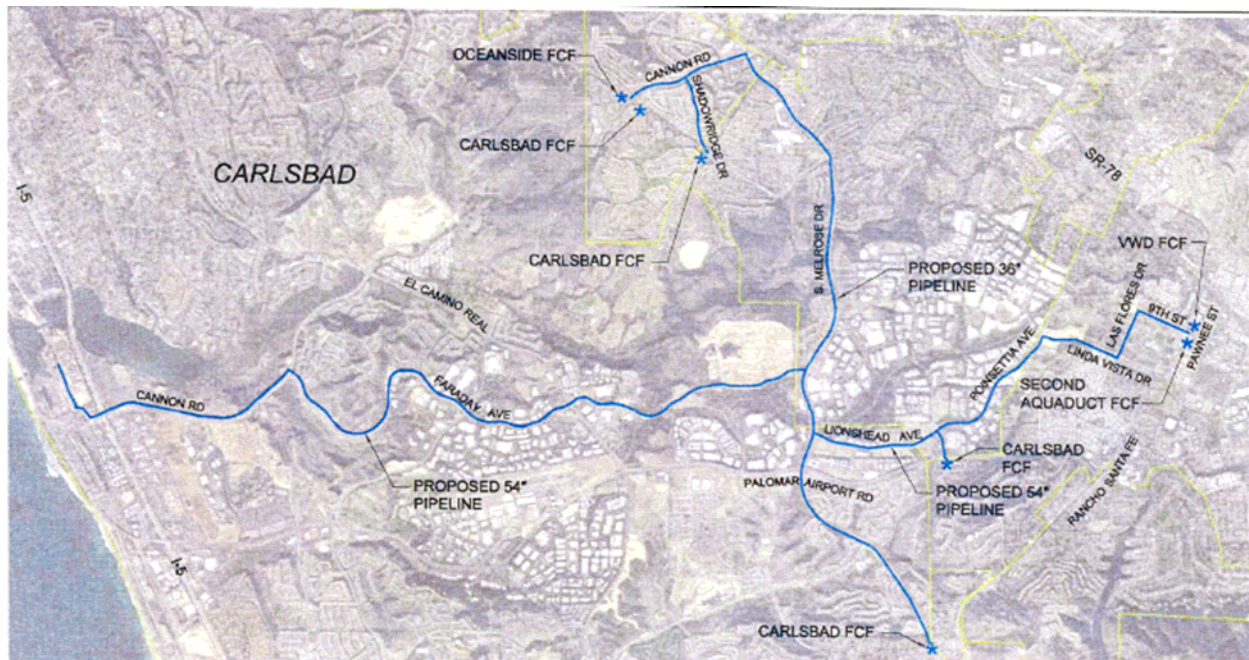 OCEANSIDE FCF
CANNON RD
SHADOWRIDGE DR
CARLSBAD FCF
CARLSBAD
I-5
SR-78
VWD FCF
CARLSBAD FCF
S. MELROSE DR
PROPOSED 36"
PIPELINE
EL CAMINO REAL
LAS FLORES DR
9TH ST
PAWNEE ST
LINDA VISTA DR
POINSETTIA AVE
SECOND
AQUADUCT FCF
FARADAY AVE
CANNON RD
LIONSHEAD AVE
CARLSBAD
FCF
PROPOSED 54"
PIPELINE
PALOMAR AIRPORT RD
PROPOSED 54"
PIPELINE
RANCHO SANTA FE
I-5
CARLSBAD FCF